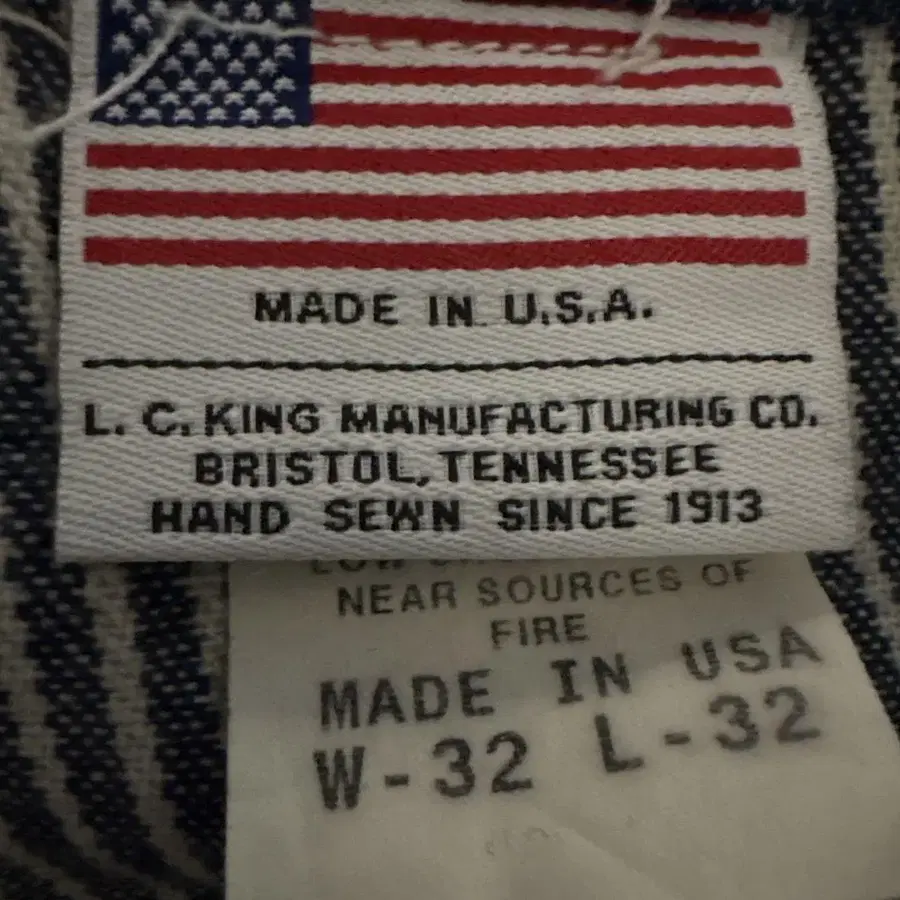 MADE IN U.S.A.
L. C. KING MANUFACTURING CO.
BRISTOL, TENNESSEE
HAND SEWN SINCE 1913
NEAR SOURCES OF
FIRE
MADE IN USA
W-32 L-32